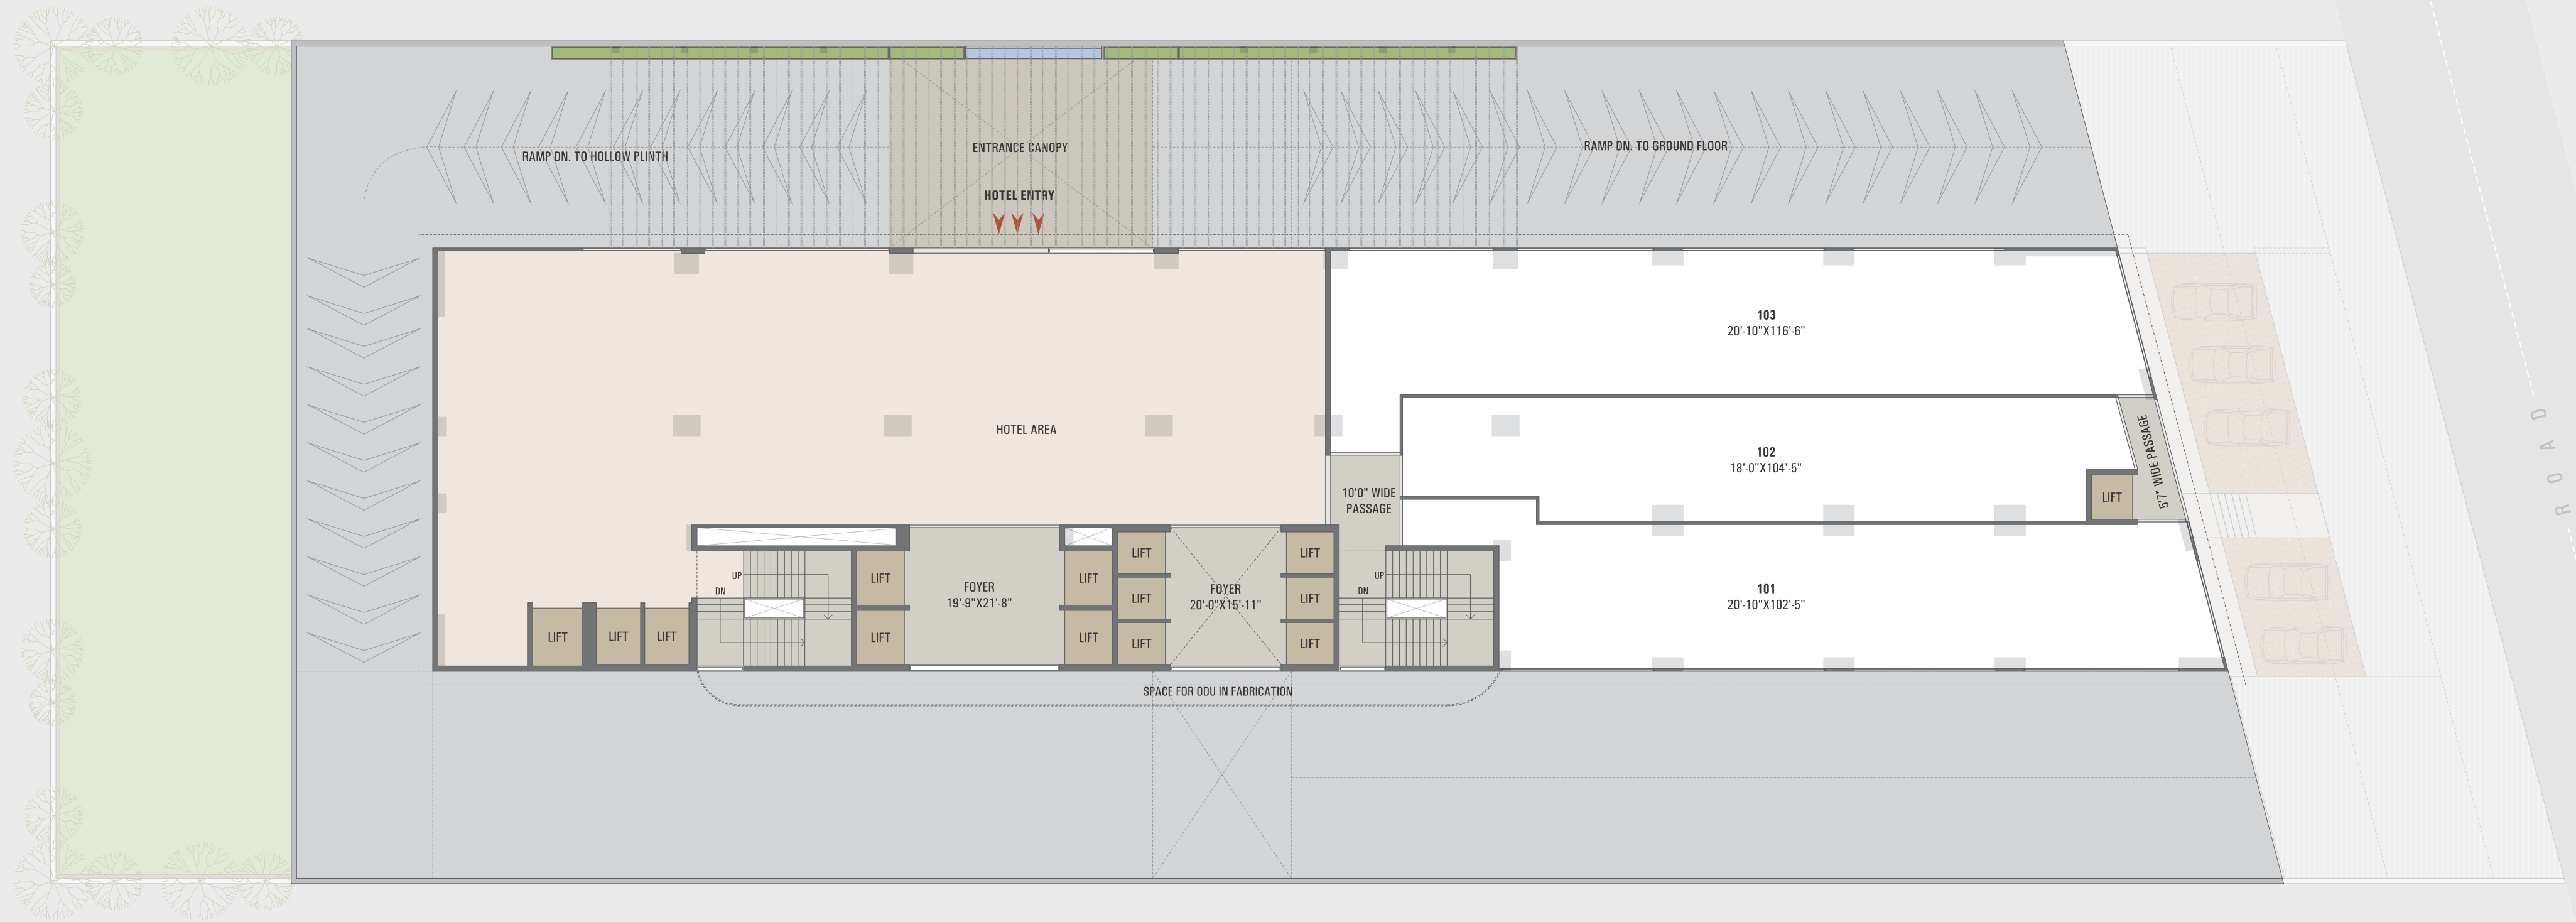 RAMP DN. TO HOLLOW PLINTH
ENTRANCE CANOPY
RAMP DN. TO GROUND FLOOR
HOTEL ENTRY
103
20'-10"X116'-6"
HOTEL AREA
102
18'-0"X104'-5"
5'7" WIDE PASSAGE
LIFT
10'0" WIDE
PASSAGE
ROAD
UP
DN
LIFT
LIFT
LIFT
LIFT
LIFT
FOYER
19'-9"X21'-8"
LIFT
LIFT
LIFT
LIFT
LIFT
FOYER
20'-0"X15'-11"
LIFT
LIFT
LIFT
UP
DN
101
20'-10"X102'-5"
SPACE FOR ODU IN FABRICATION